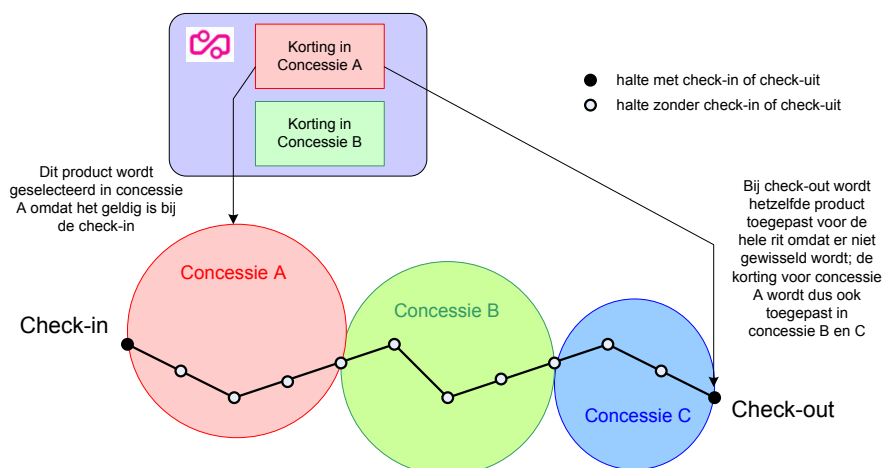 Korting in
Concessie A
Korting in
Concessie B
halte met check-in of check-uit
halte zonder check-in of check-uit
Dit product wordt
geselecteerd in concessie
A omdat het geldig is bij
de check-in
Bij check-out wordt
hetzelfde product
toegepast voor de
hele rit omdat er niet
gewisseld wordt; de
korting voor concessie
A wordt dus ook
toegepast in
concessie B en C
Concessie A
Concessie B
Check-in
Concessie C
Check-out